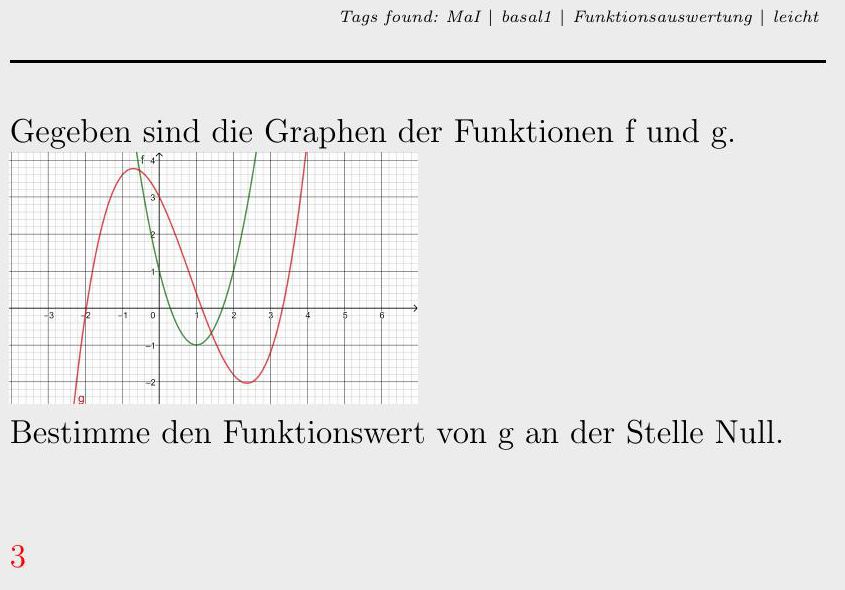 Tags found: MaI | basal1 | Funktionsauswertung | leicht
Gegeben sind die Graphen der Funktionen f und g.
f 4
3
2
1
-3 -2 -1 0 1 2 3 4 5 6
-1
-2
g
Bestimme den Funktionswert von g an der Stelle Null.
3